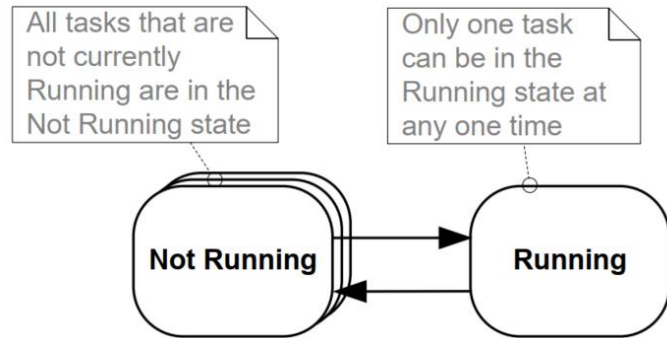 All tasks that are
not currently
Running are in the
Not Running state
Only one task
can be in the
Running state at
any one time
Not Running
Running